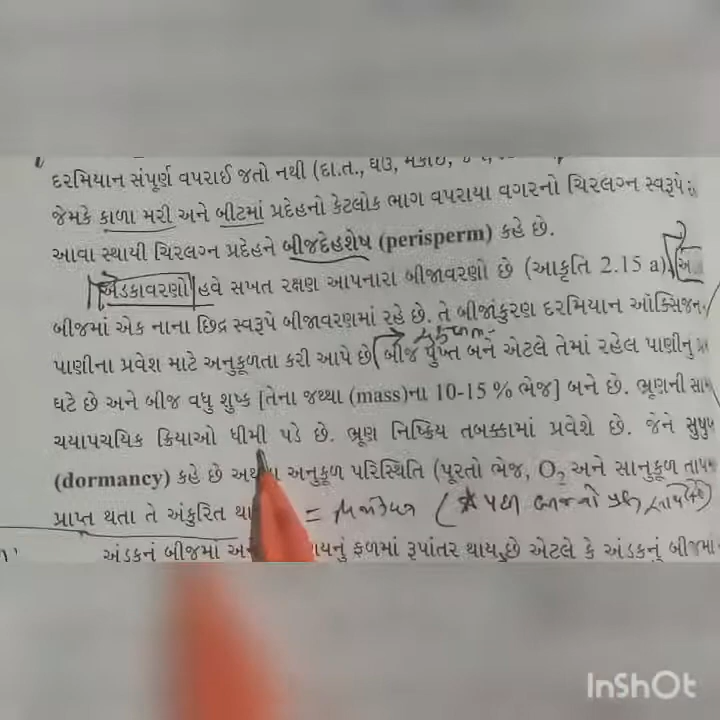 દરમિયાન સંપૂર્ણ વપરાઈ જતો નથી (દા.ત., ઘઉં, મકાઈ,
જેમકે કાળા મરી અને બીટમાં પ્રદેહનો કેટલોક ભાગ વપરાયા વગરનો ચિરલગ્ન સ્વરૂપે
આવા સ્થાયી ચિરલગ્ન પ્રદેહને બીજદેહશેષ (perisperm) કહે છે.
અંડકાવરણો હવે સખત રક્ષણ આપનારા બીજાવરણો છે (આકૃતિ 2.15 a).
બીજમાં એક નાના છિદ્ર સ્વરૂપે બીજાવરણમાં રહે છે. તે બીજાંકુરણ દરમિયાન ઑક્સિજન
પાણીના પ્રવેશ માટે અનુકૂળતા કરી આપે છે. બીજ પુખ્ત બને એટલે તેમાં રહેલ પાણીનું
ઘટે છે અને બીજ વધુ શુષ્ક [તેના જથ્થા (mass)ના 10-15 % ભેજ] બને છે. ભ્રૂણની
ચયાપચયિક ક્રિયાઓ ધીમી પડે છે. ભ્રૂણ નિષ્ક્રિય તબક્કામાં પ્રવેશે છે. જેને
(dormancy) કહે છે અથવા અનુકૂળ પરિસ્થિતિ (પૂરતો ભેજ, O2 અને સાનુકૂળ
પ્રાપ્ત થતા તે અંકુરિત
અંડકનું બીજમાં ફળમાં રૂપાંતર થાય છે એટલે કે અંડકનું બીજમાં
InShOt